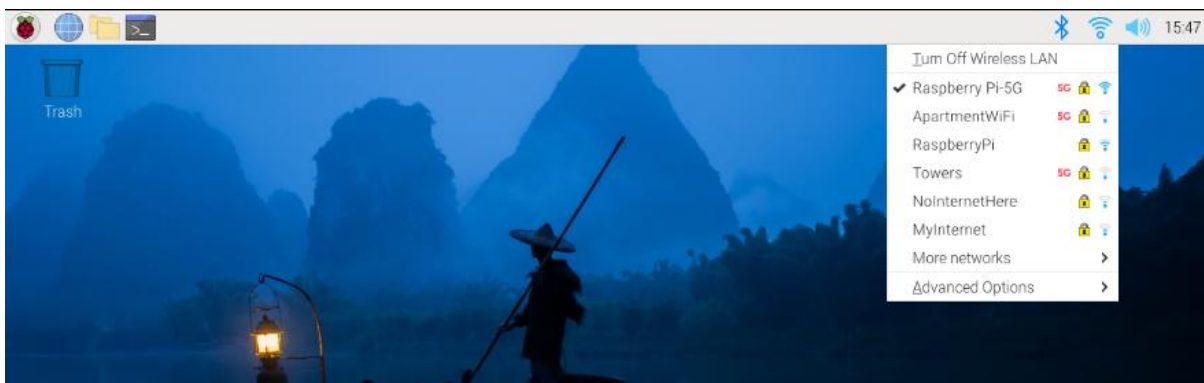 15:47
Trash
Turn Off Wireless LAN
Raspberry Pi-5G 5G
ApartmentWiFi 5G
RaspberryPi
Towers 5G
NoInternetHere
MyInternet
More networks
Advanced Options